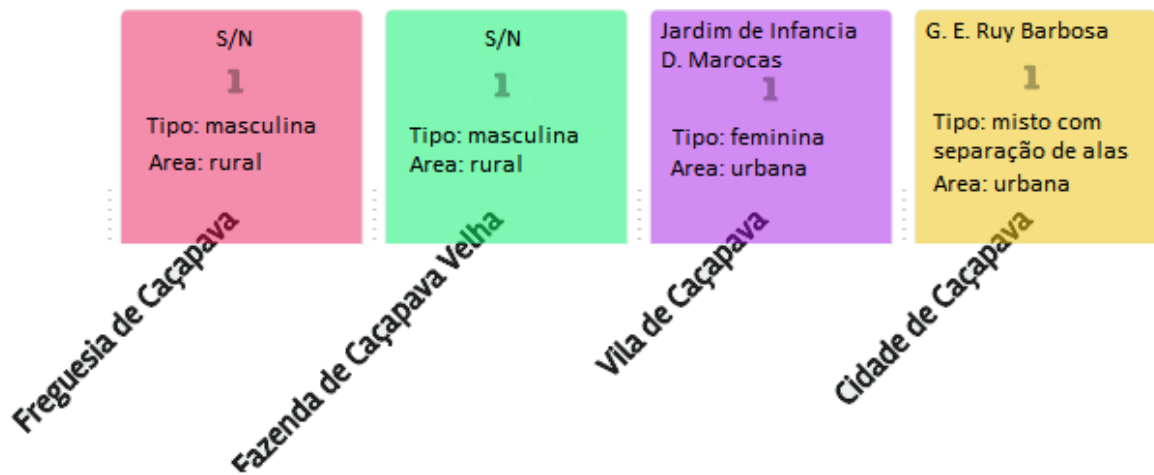 S/N
1
Tipo: masculina
Area: rural
Freguesia de Caçapava
S/N
1
Tipo: masculina
Area: rural
Fazenda de Caçapava Velha
Jardim de Infancia
D. Marocas
1
Tipo: feminina
Area: urbana
Vila de Caçapava
G. E. Ruy Barbosa
1
Tipo: misto com
separação de alas
Area: urbana
Cidade de Caçapava